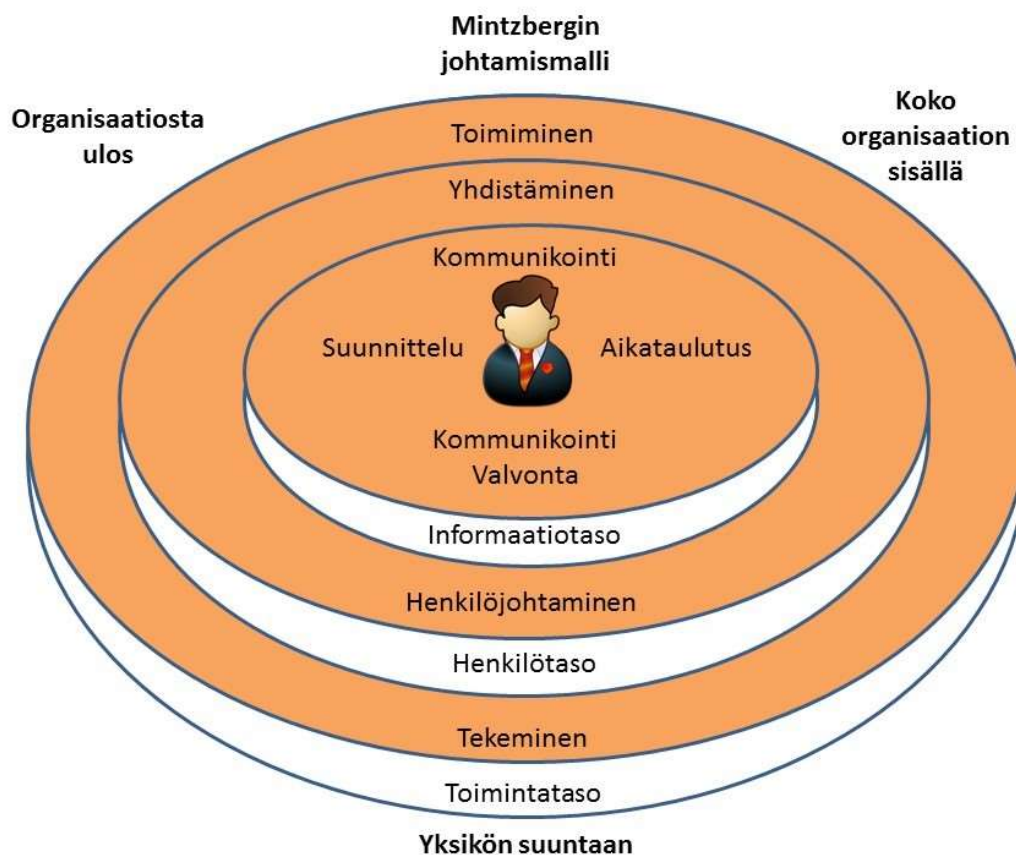 Mintzbergin
johtamismalli
Organisaatiosta
ulos
Koko
organisaation
sisällä
Toimiminen
Yhdistäminen
Kommunikointi
Suunnittelu
Aikataulutus
Kommunikointi
Valvonta
Informaatiotaso
Henkilöjohtaminen
Henkilötaso
Tekeminen
Toimintataso
Yksikön suuntaan